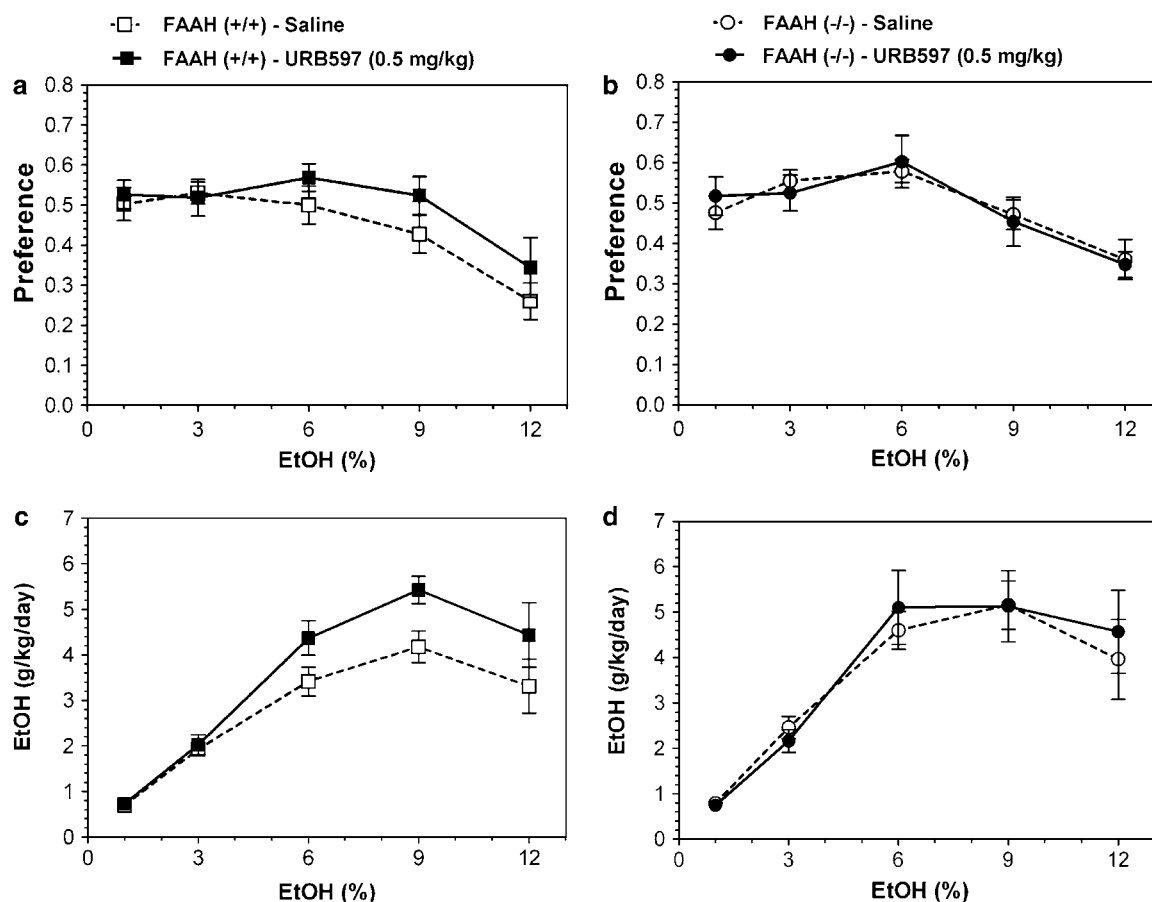 FAAH (+/+) - Saline
FAAH (+/+) - URB597 (0.5 mg/kg)
FAAH (-/-) - Saline
FAAH (-/-) - URB597 (0.5 mg/kg)
a
0.8
0.7
0.6
0.5
0.4
0.3
0.2
0.1
0.0
Preference
0 3 6 9 12
EtOH (%)
b
0.8
0.7
0.6
0.5
0.4
0.3
0.2
0.1
0.0
Preference
0 3 6 9 12
EtOH (%)
c
7
6
5
4
3
2
1
0
EtOH (g/kg/day)
0 3 6 9 12
EtOH (%)
d
7
6
5
4
3
2
1
0
EtOH (g/kg/day)
0 3 6 9 12
EtOH (%)